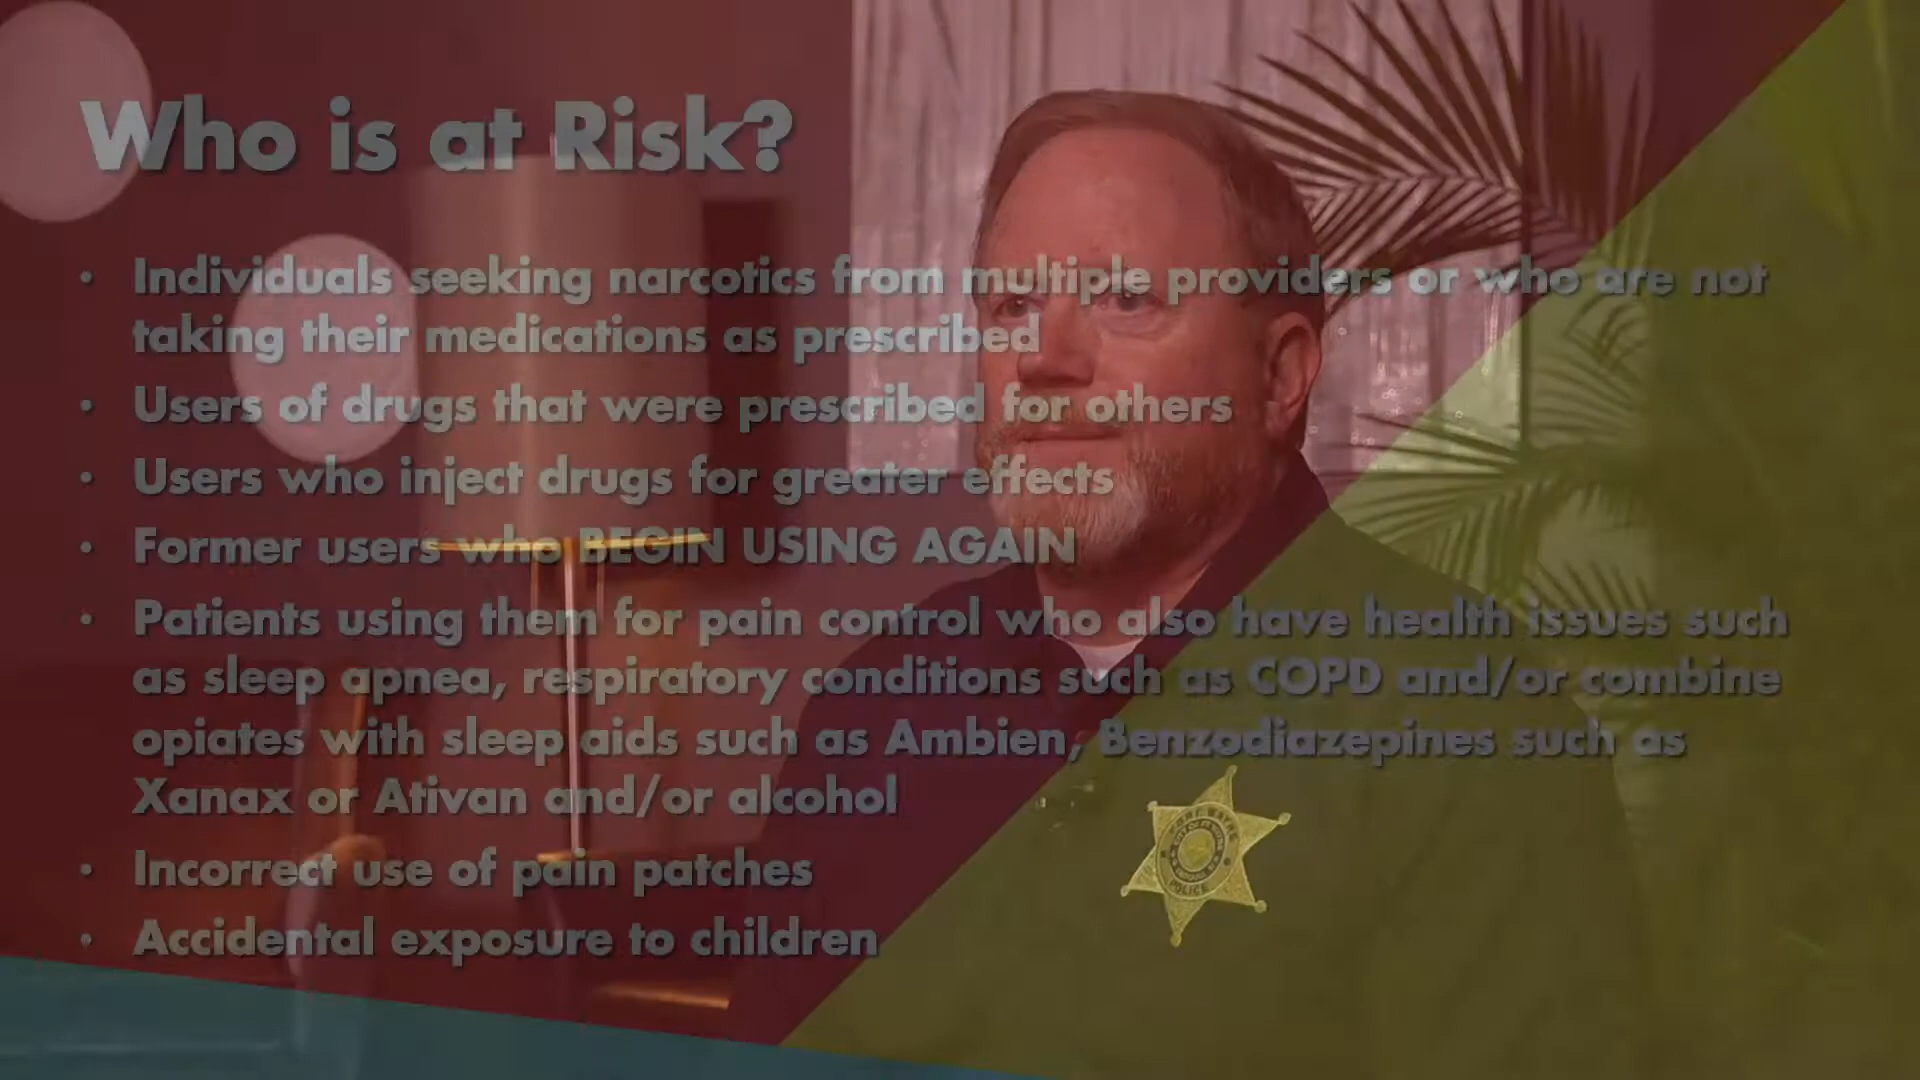 Who is at Risk?
• Individuals seeking narcotics from multiple providers or who are not
taking their medications as prescribed
• Users of drugs that were prescribed for others
• Users who inject drugs for greater effects
• Former users who BEGIN USING AGAIN
• Patients using them for pain control who also have health issues such
as sleep apnea, respiratory conditions such as COPD and/or combine
opiates with sleep aids such as Ambien, Benzodiazepines such as
Xanax or Ativan and/or alcohol
• Incorrect use of pain patches
• Accidental exposure to children
POLICE